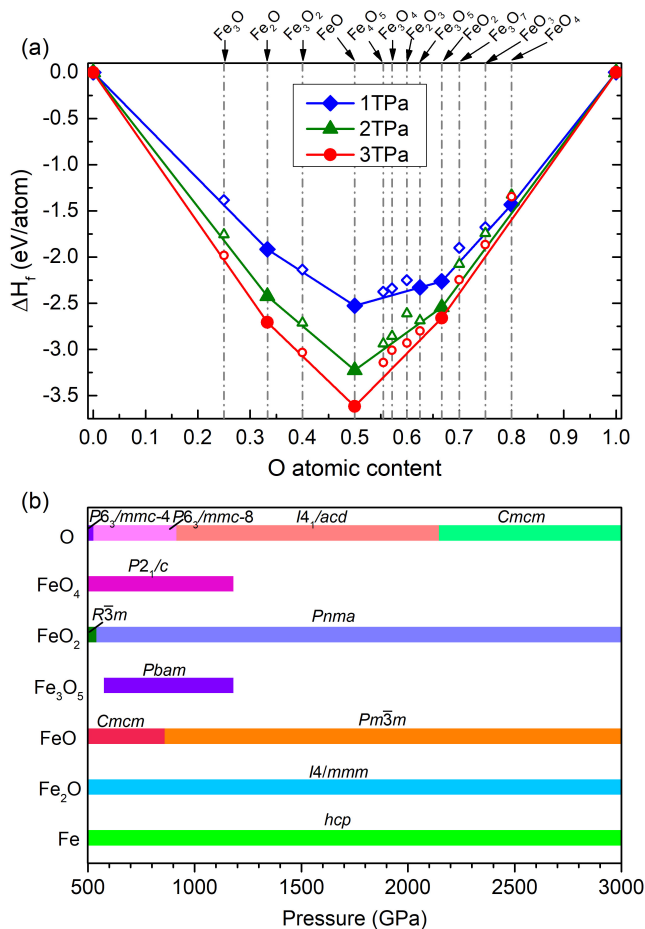 (a)
Fe₃O
Fe₂O
Fe₃O₂
FeO
Fe₄O₅
Fe₃O₄
Fe₂O₃
Fe₃O₅
FeO₂
Fe₃O₇
FeO₃
FeO₄
0.0
-0.5
-1.0
-1.5
-2.0
-2.5
-3.0
-3.5
ΔH_f (eV/atom)
1TPa
2TPa
3TPa
0.0 0.1 0.2 0.3 0.4 0.5 0.6 0.7 0.8 0.9 1.0
O atomic content
(b)
P6₃/mmc-4 P6₃/mmc-8 I4₁/acd Cmcm
O
P2₁/c
FeO₄
R3̅m Pnma
FeO₂
Pbam
Fe₃O₅
Cmcm Pm3̅m
FeO
I4/mmm
Fe₂O
hcp
Fe
500 1000 1500 2000 2500 3000
Pressure (GPa)